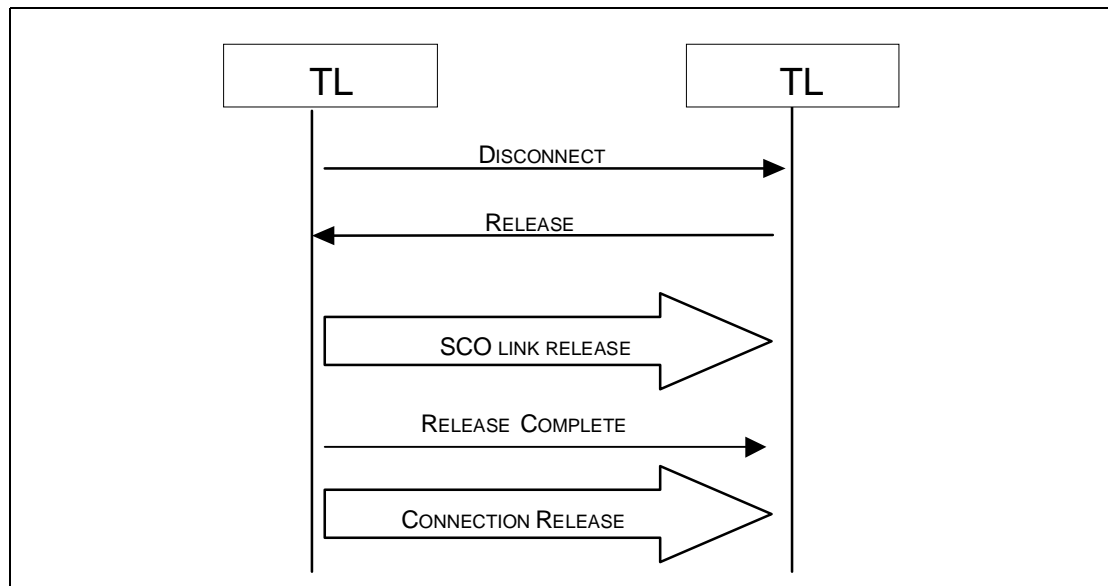 TL
TL
DISCONNECT
RELEASE
SCO LINK RELEASE
RELEASE COMPLETE
CONNECTION RELEASE